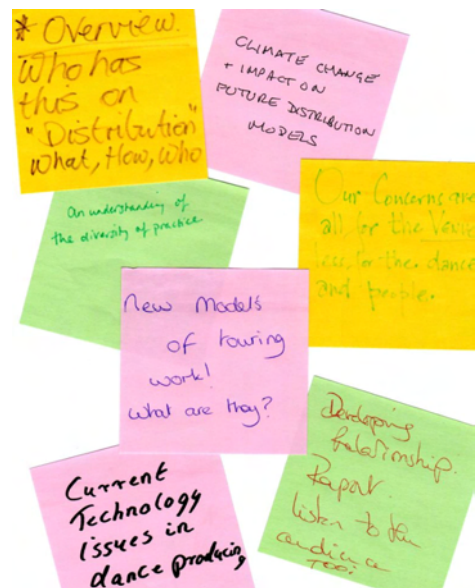 * Overview.
Who has
this on
"Distribution"
What, How, Who
CLIMATE CHANGE
+ IMPACT ON
FUTURE DISTRIBUTION
MODELS
An understanding of
the diversity of practice
Our Concerns are
all, for the Venue
less, for the dance
and people.
New Models
of touring
work!
what are they?
Current
Technology
issues in
dance producing
Developing
Relationship.
Raport.
listen to the
audience
too!